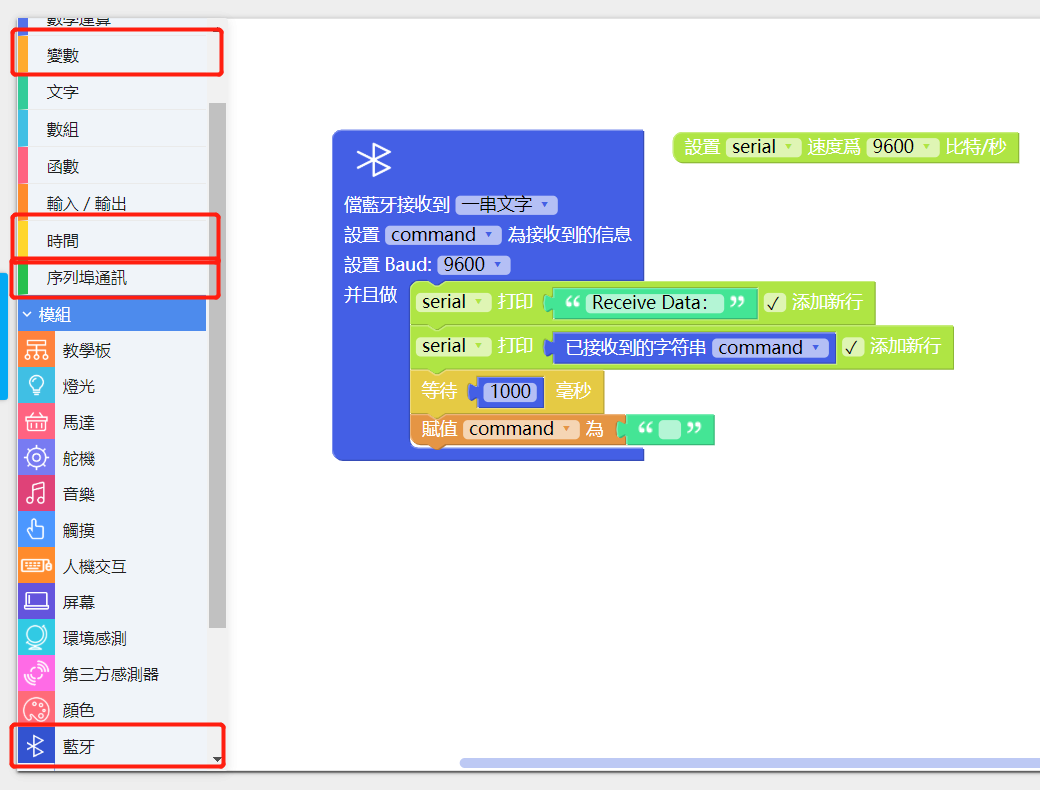 數學運算
變數
文字
數組
函數
輸入 / 輸出
時間
序列埠通訊
模組
教學板
燈光
馬達
舵機
音樂
觸摸
人機交互
屏幕
環境感測
第三方感測器
顏色
藍牙
設置 serial 速度爲 9600 比特/秒
儅藍牙接收到 一串文字
設置 command 為接收到的信息
設置 Baud: 9600
并且做
serial 打印 “ Receive Data: ” ✓ 添加新行
serial 打印 已接收到的字符串 command ✓ 添加新行
等待 1000 毫秒
賦值 command 為 “ ”